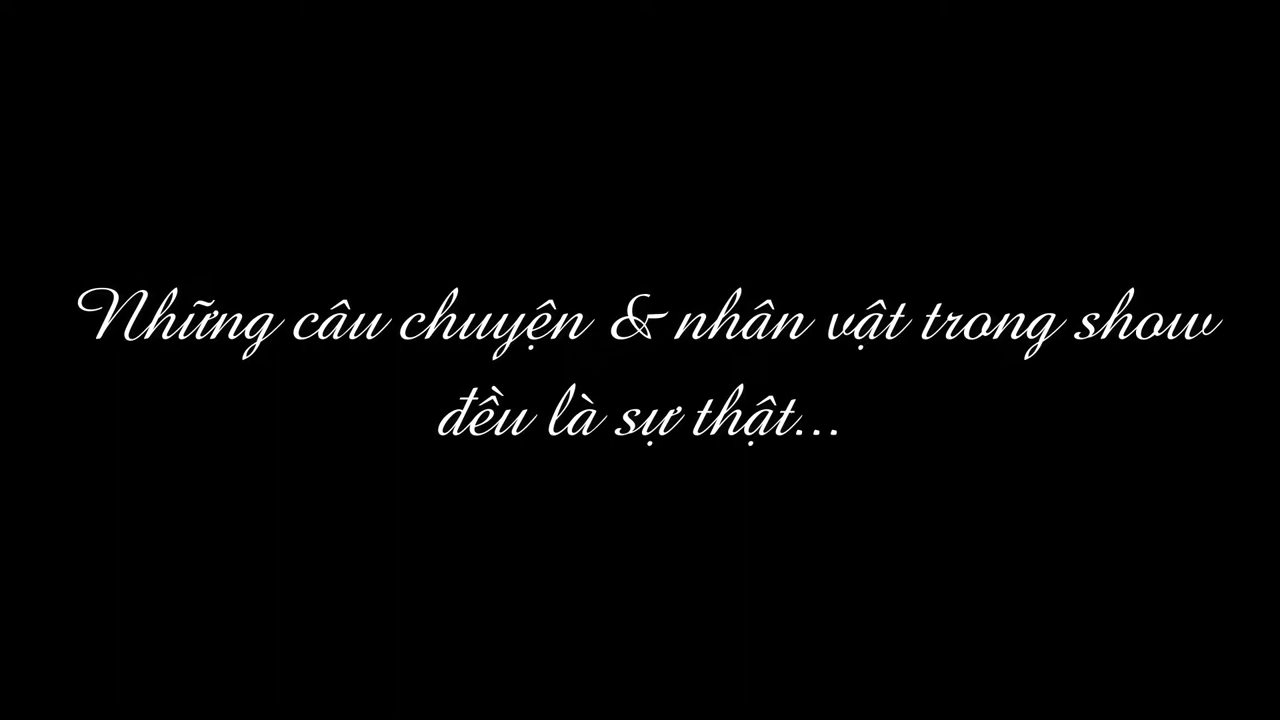 Những câu chuyện & nhân vật trong show
đều là sự thật...